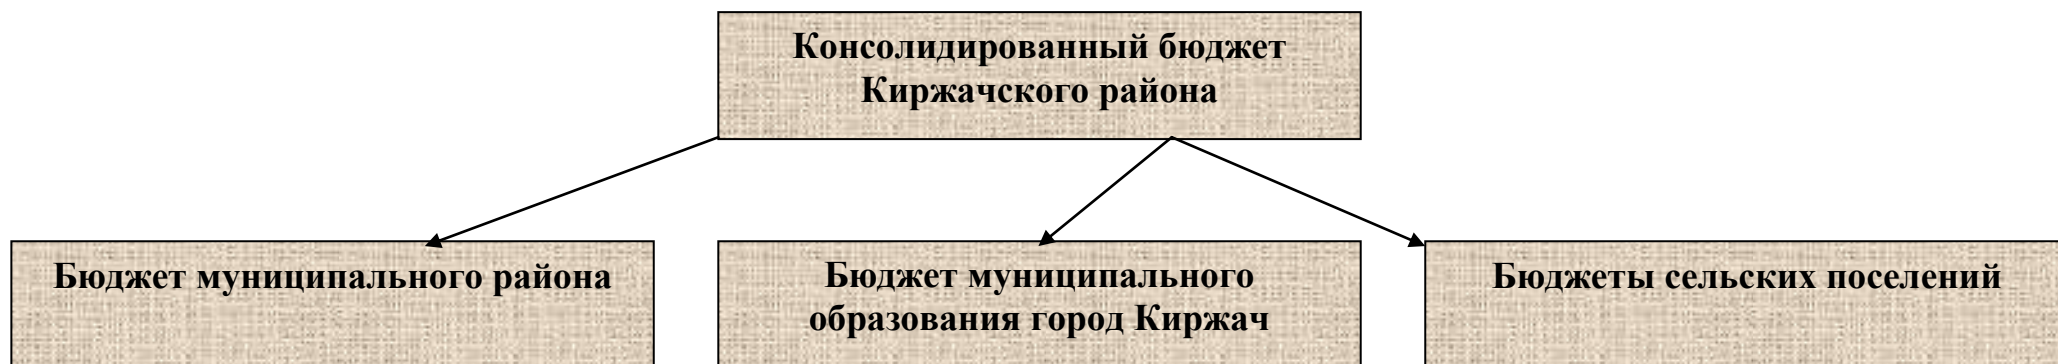 Консолидированный бюджет
Киржачского района
Бюджет муниципального района
Бюджет муниципального
образования город Киржач
Бюджеты сельских поселений